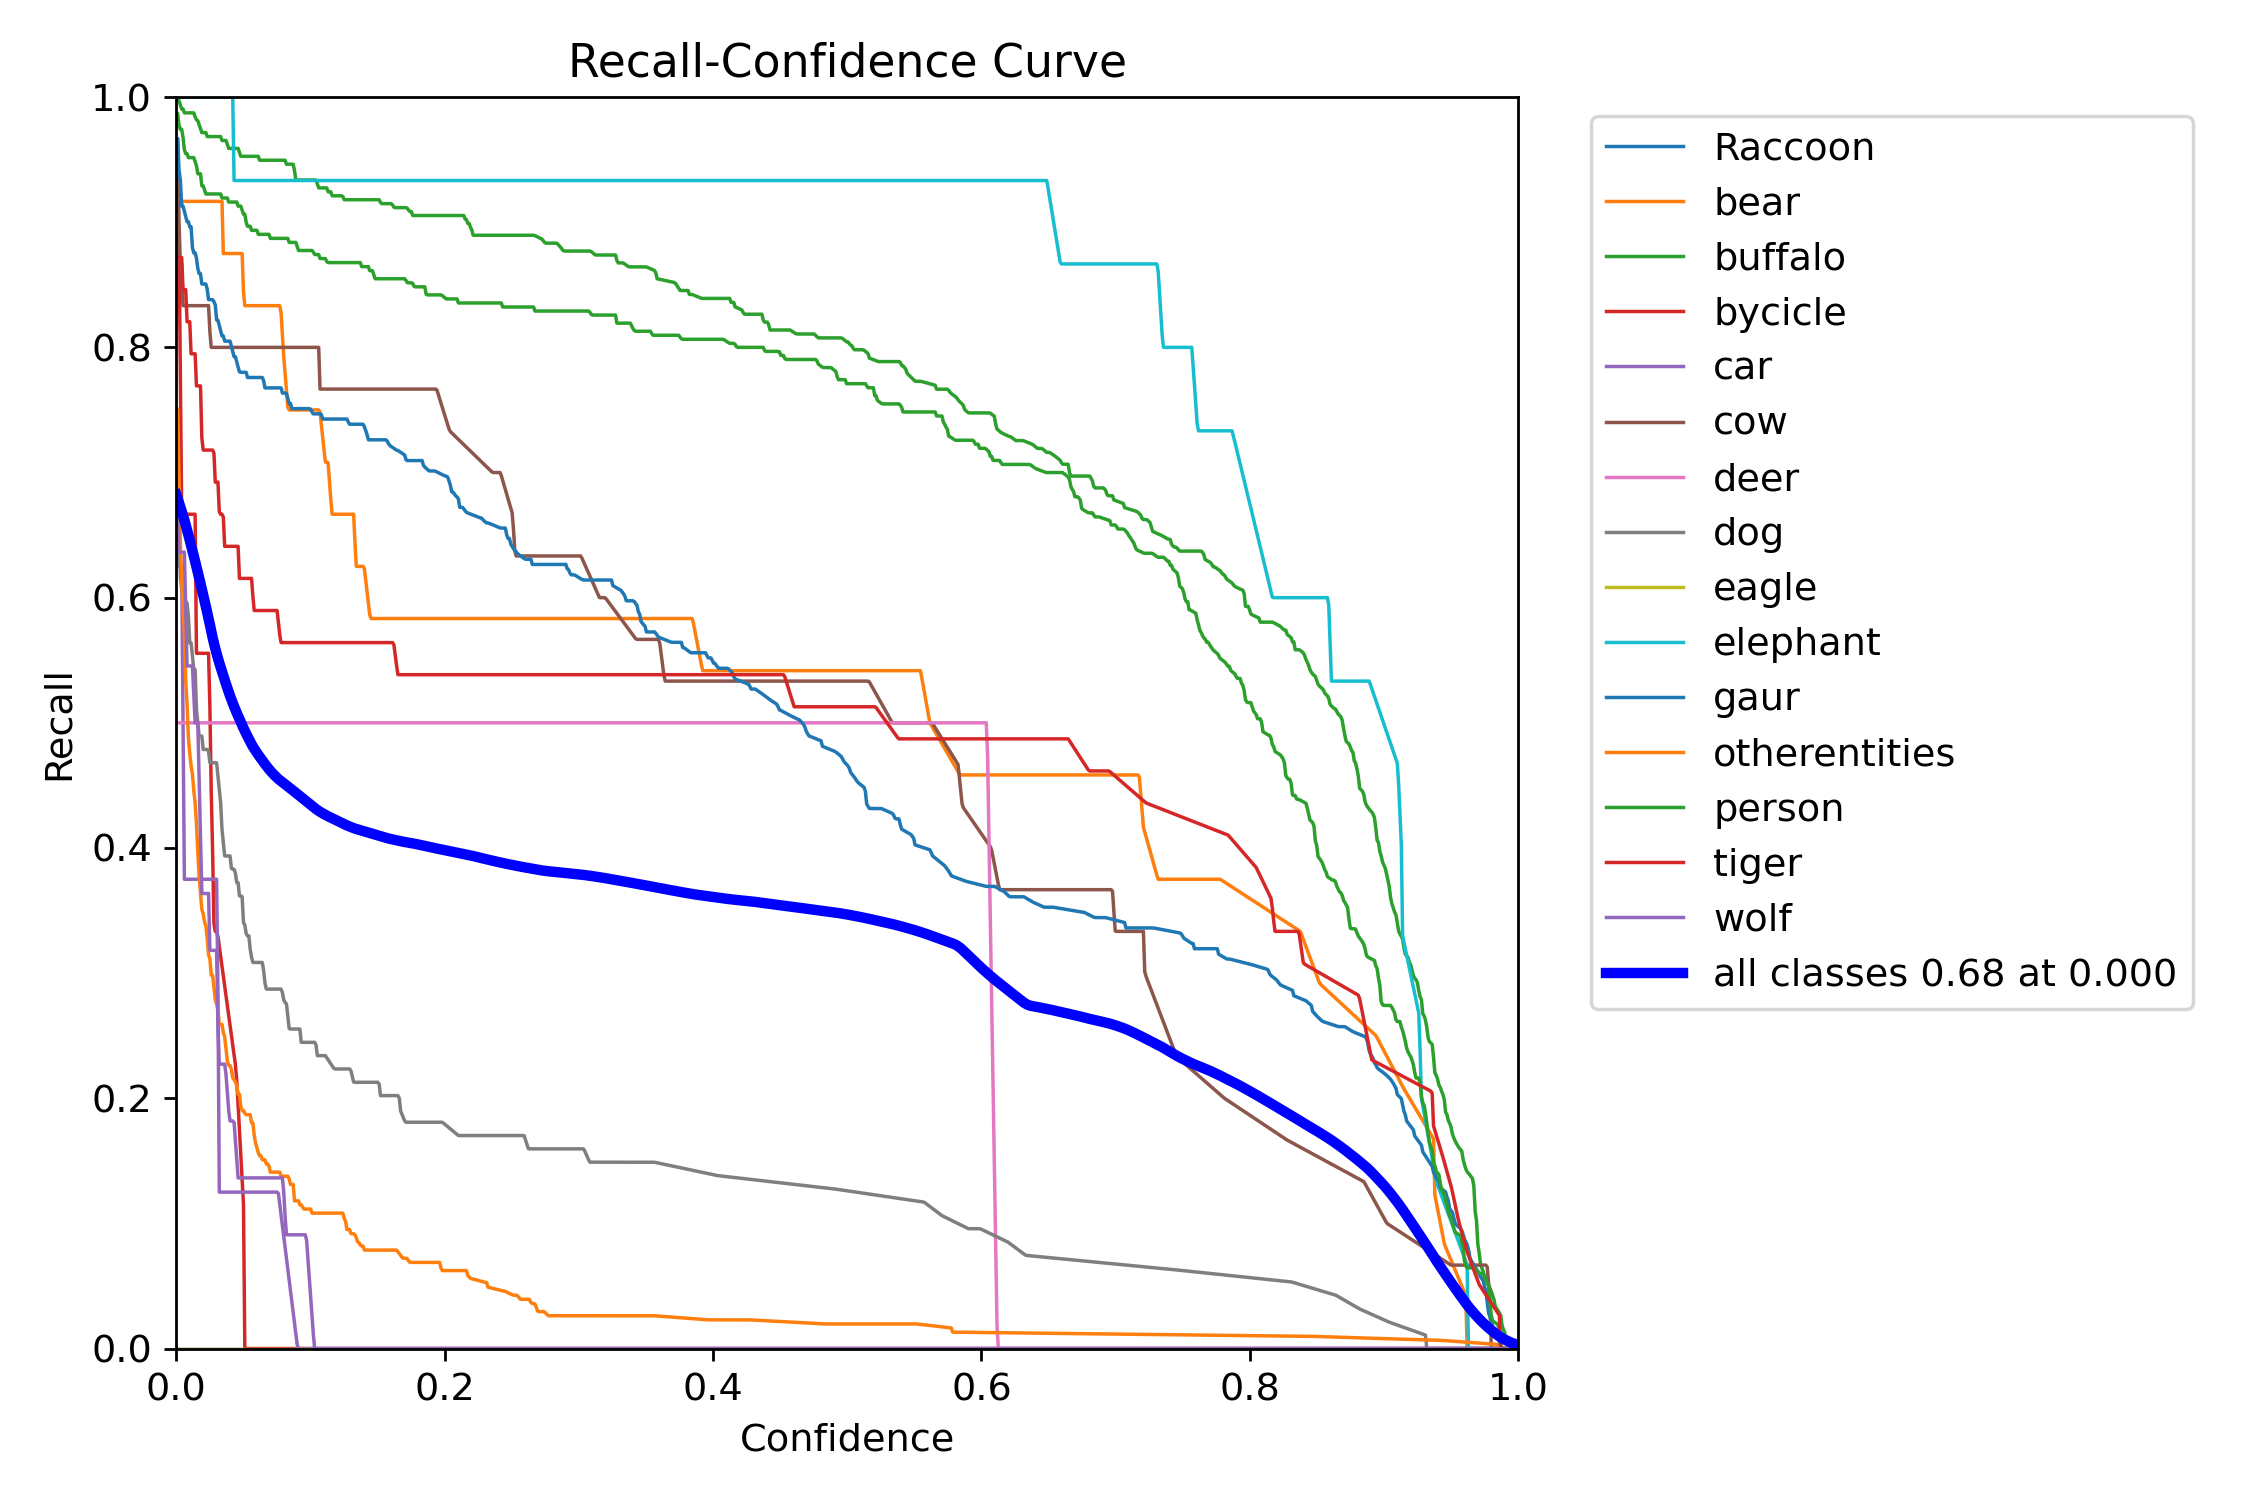 Recall-Confidence Curve
1.0
0.8
0.6
0.4
0.2
0.0
Recall
0.0 0.2 0.4 0.6 0.8 1.0
Confidence
Raccoon
bear
buffalo
bycicle
car
cow
deer
dog
eagle
elephant
gaur
otherentities
person
tiger
wolf
all classes 0.68 at 0.000